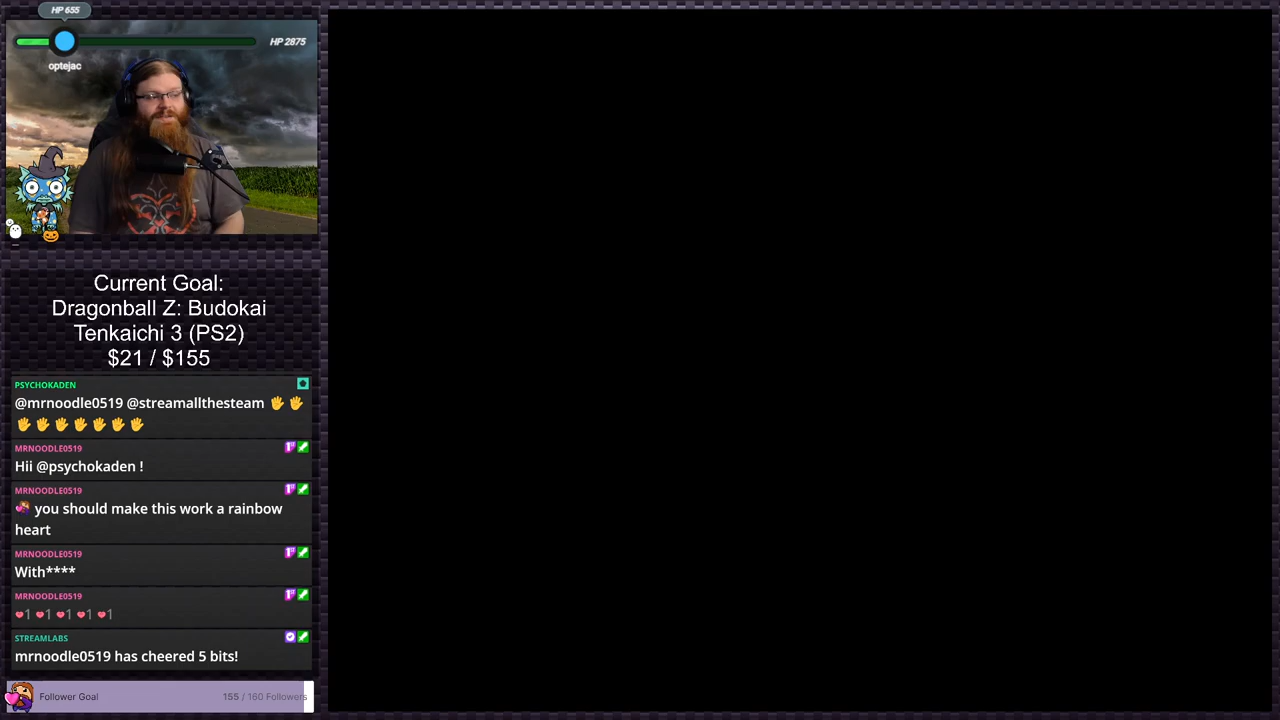 HP 655
HP 2875
optejac
Current Goal:
Dragonball Z: Budokai
Tenkaichi 3 (PS2)
$21 / $155
PSYCHOKADEN
@mrnoodle0519 @streamallthesteam 🖐🖐
🖐🖐🖐🖐🖐🖐🖐
MRNOODLE0519
Hii @psychokaden !
MRNOODLE0519
you should make this work a rainbow
heart
MRNOODLE0519
With****
MRNOODLE0519
1 1 1 1 1
STREAMLABS
mrnoodle0519 has cheered 5 bits!
Follower Goal
155 / 160 Followers